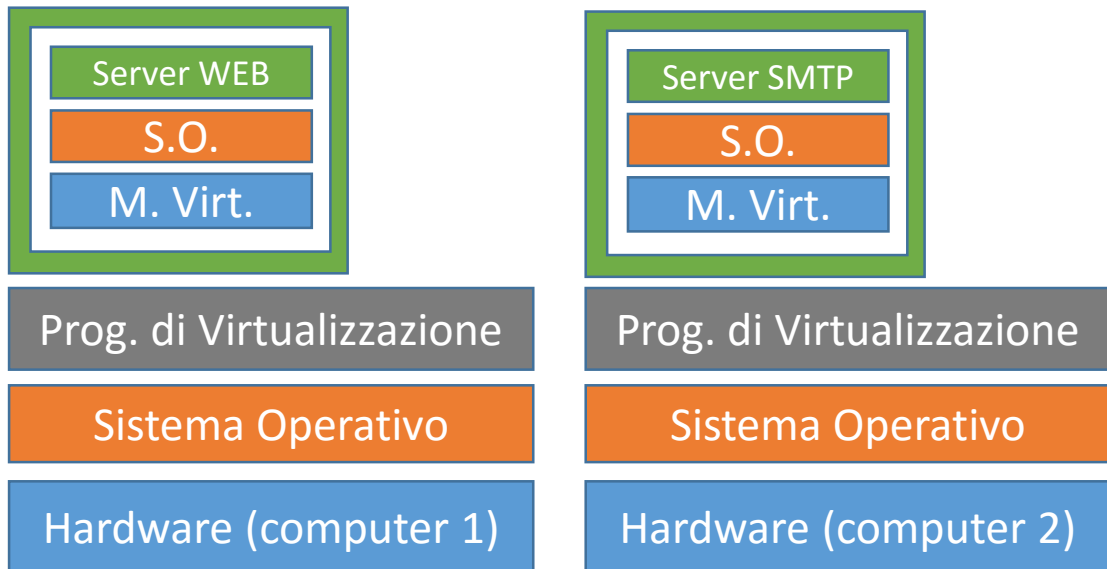 Server WEB
S.O.
M. Virt.
Prog. di Virtualizzazione
Sistema Operativo
Hardware (computer 1)
Server SMTP
S.O.
M. Virt.
Prog. di Virtualizzazione
Sistema Operativo
Hardware (computer 2)